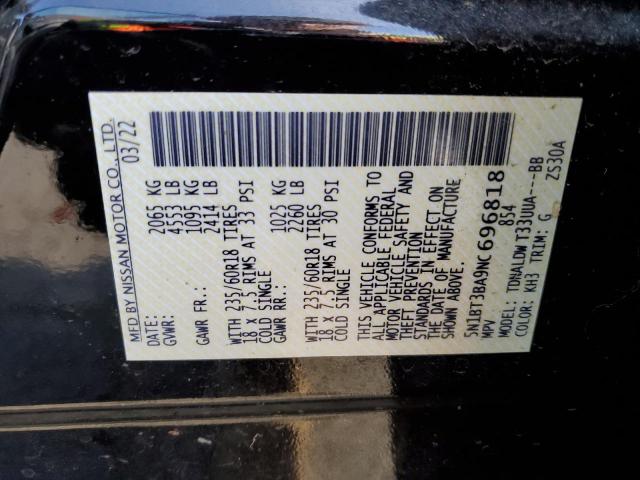 MFD BY NISSAN MOTOR CO., LTD.
DATE: 03/22
GVWR: 2065 KG
4553 LB
GAWR FR.: 1095 KG
2414 LB
WITH 235/60R18 TIRES
18 X 7.5 RIMS AT 33 PSI
COLD SINGLE
GAWR RR.: 1025 KG
2260 LB
WITH 235/60R18 TIRES
18 X 7.5 RIMS AT 30 PSI
COLD SINGLE
THIS VEHICLE CONFORMS TO
ALL APPLICABLE FEDERAL
MOTOR VEHICLE SAFETY AND
THEFT PREVENTION
STANDARDS IN EFFECT ON
THE DATE OF MANUFACTURE
SHOWN ABOVE.
5N1BT3BA9NC696818
MPV 854
MODEL: TDNALDW T33UUA----BB
COLOR: KH3 TRIM: G ZS30A